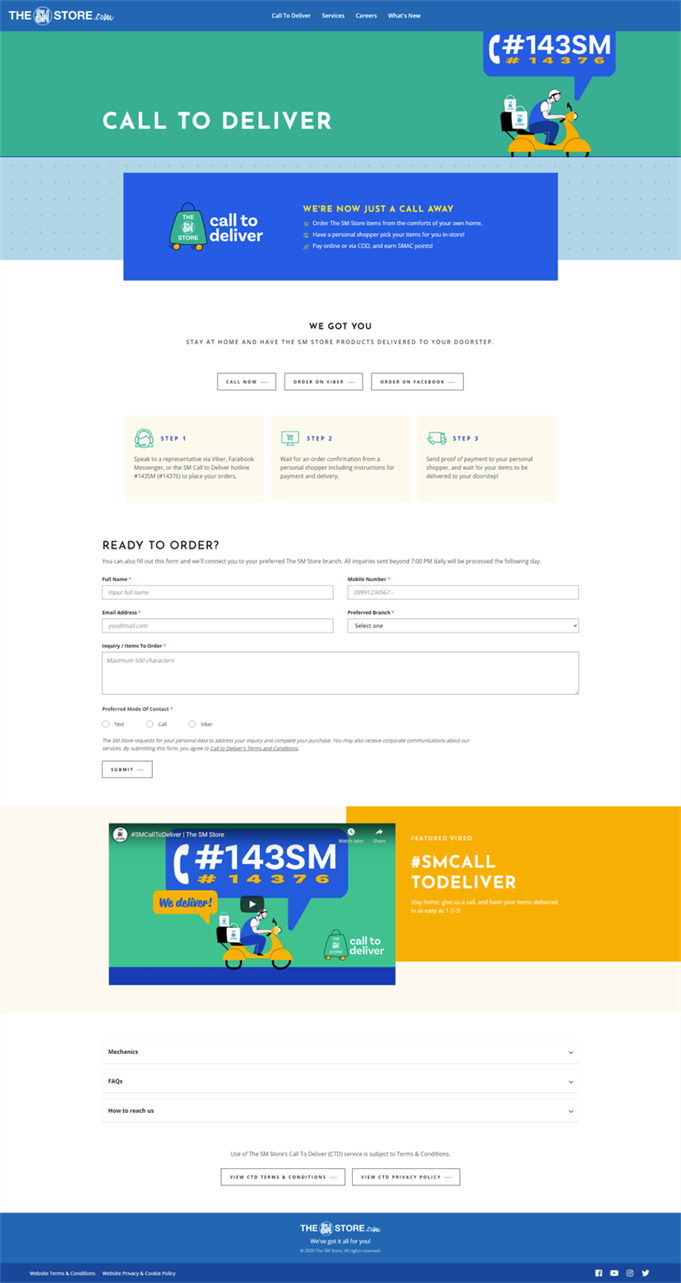 THE SM STORE.com
Call To Deliver Services Careers What's New
#143SM
#14376
CALL TO DELIVER
THE SM STORE
call to
deliver
WE'RE NOW JUST A CALL AWAY
Order The SM Store items from the comforts of your own home.
Have a personal shopper pick your items for you in-store!
Pay online or via COD, and earn SMAC points!
WE GOT YOU
STAY AT HOME AND HAVE THE SM STORE PRODUCTS DELIVERED TO YOUR DOORSTEP.
CALL NOW
ORDER ON VIBER
ORDER ON FACEBOOK
STEP 1
Speak to a representative via Viber, Facebook
Messenger, or the SM Call to Deliver hotline
#143SM (#14376) to place your orders.
STEP 2
Wait for an order confirmation from a
personal shopper including instructions for
payment and delivery.
STEP 3
Send proof of payment to your personal
shopper, and wait for your items to be
delivered to your doorstep!
READY TO ORDER?
You can also fill out this form and we'll connect you to your preferred The SM Store branch. All inquiries sent beyond 7:00 PM daily will be processed the following day.
Full Name *
Input full name
Mobile Number *
09991234567 -
Email Address *
you@mail.com
Preferred Branch *
Select one
Inquiry / Items To Order *
Maximum 500 characters
Preferred Mode Of Contact *
Text Call Viber
The SM Store requests for your personal data to address your inquiry and complete your purchase. You may also receive corporate communications about our
services. By submitting this form, you agree to Call to Deliver's Terms and Conditions.
SUBMIT
#SMCallToDeliver | The SM Store
Watch later
Share
#143SM
#14376
We deliver!
call to
deliver
FEATURED VIDEO
#SMCALL
TODELIVER
Stay home, give us a call, and have your items delivered
in as easy as 1-2-3!
Mechanics
FAQs
How to reach us
Use of The SM Store's Call To Deliver (CTD) service is subject to Terms & Conditions.
VIEW CTD TERMS & CONDITIONS
VIEW CTD PRIVACY POLICY
THE SM STORE.com
We've got it all for you!
© 2020 The SM Store. All rights reserved.
Website Terms & Conditions Website Privacy & Cookie Policy